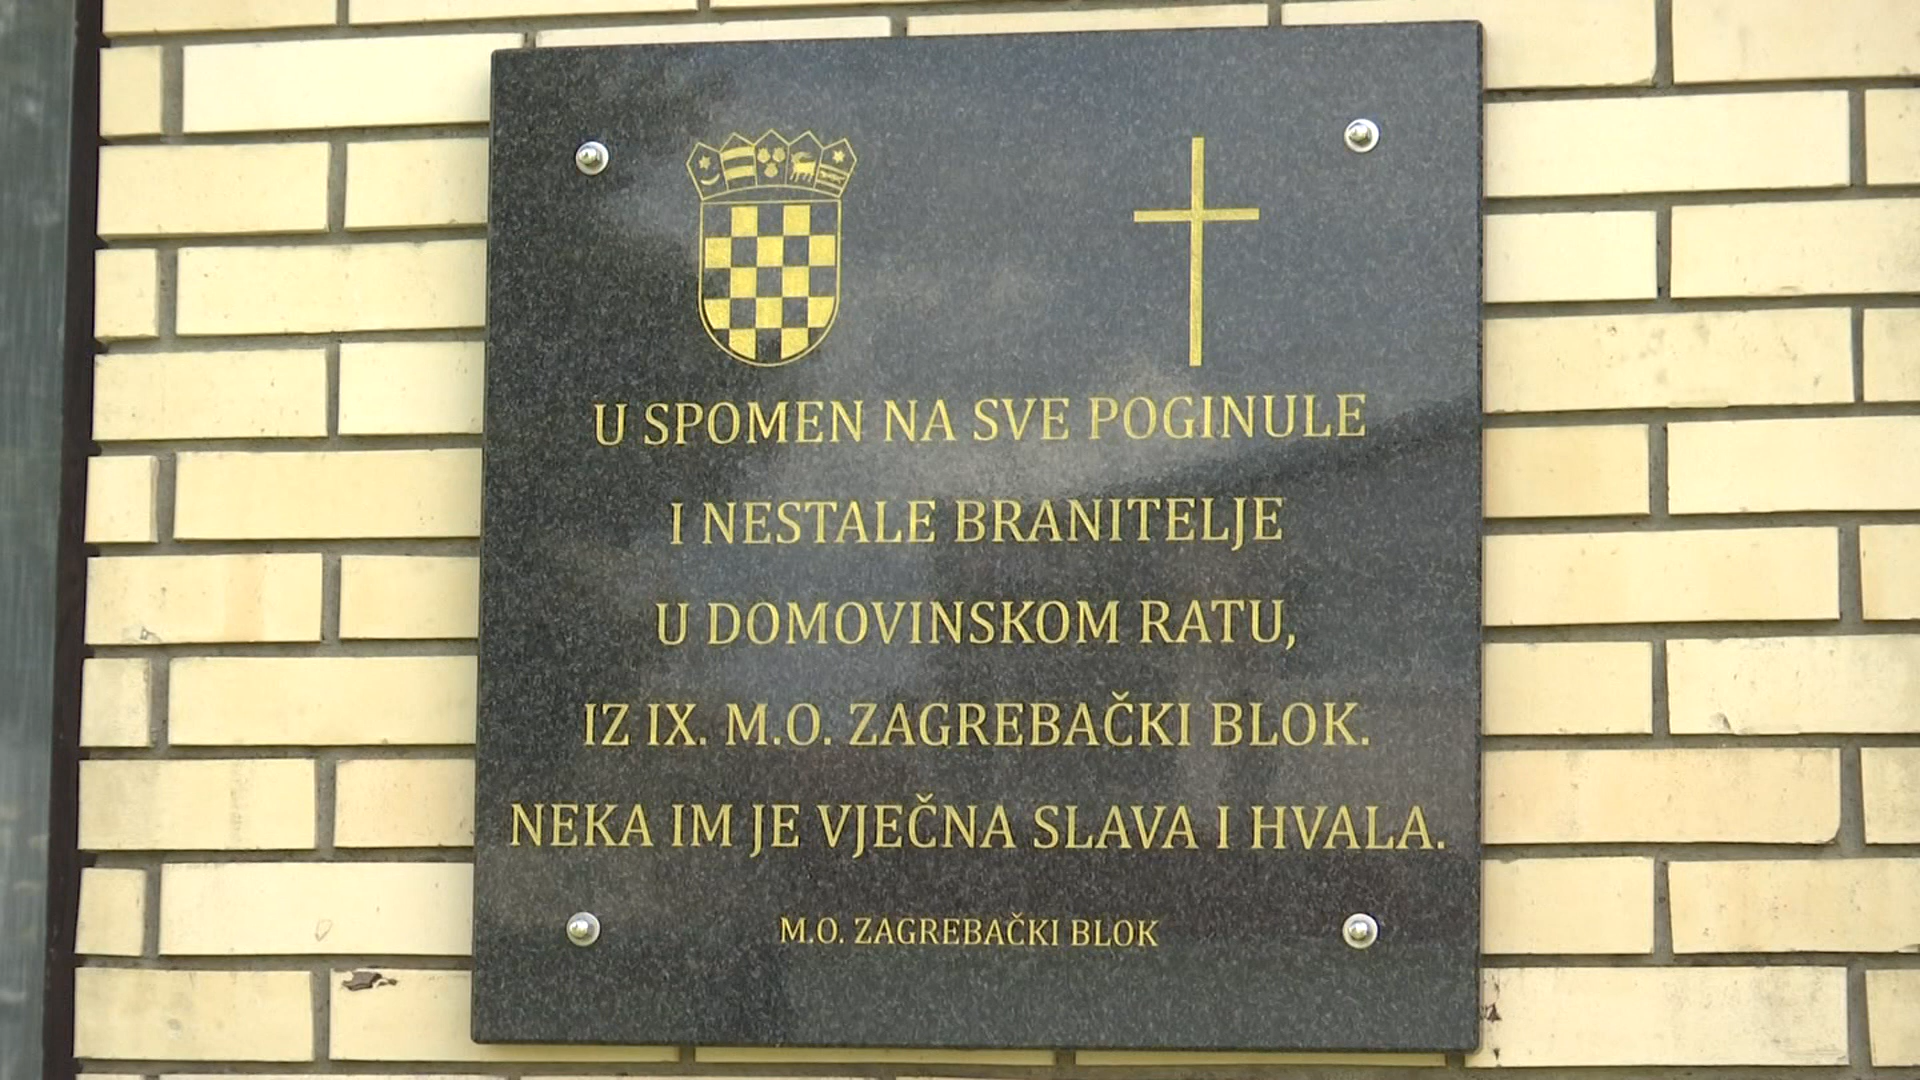 U SPOMEN NA SVE POGINULE
I NESTALE BRANITELJE
U DOMOVINSKOM RATU,
IZ IX. M.O. ZAGREBAČKI BLOK.
NEKA IM JE VJEČNA SLAVA I HVALA.
M.O. ZAGREBAČKI BLOK